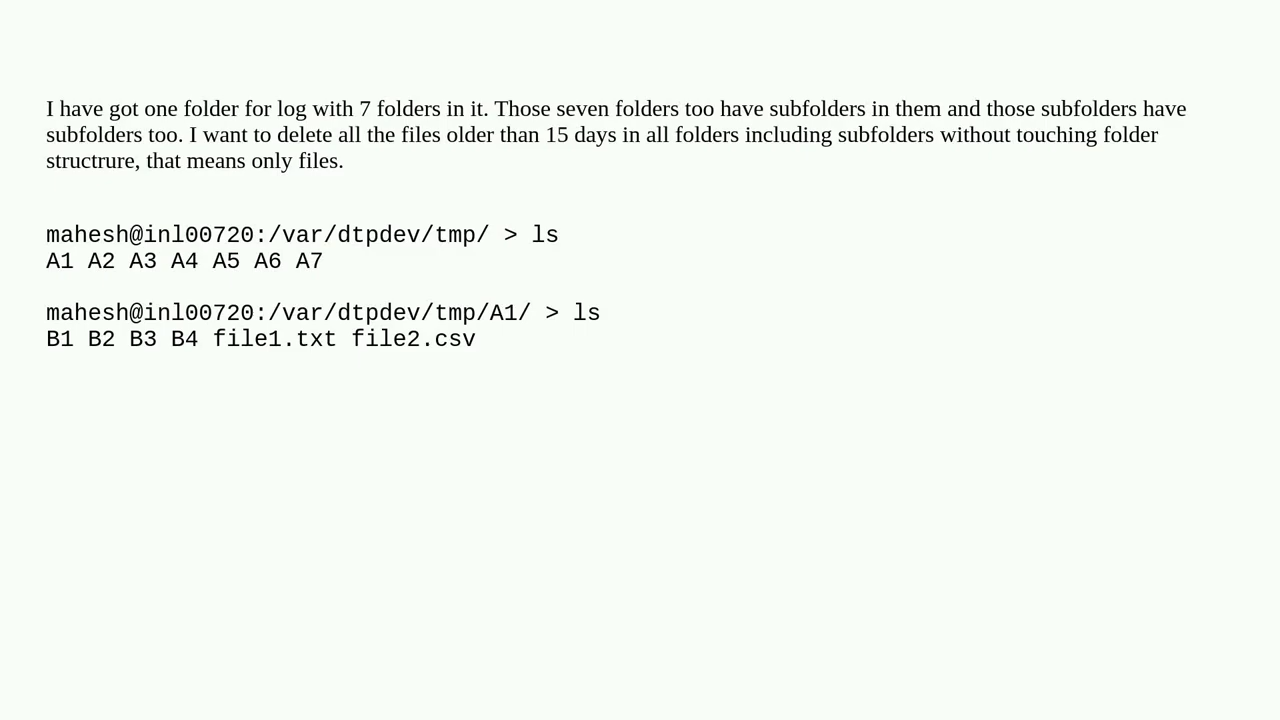 I have got one folder for log with 7 folders in it. Those seven folders too have subfolders in them and those subfolders have
subfolders too. I want to delete all the files older than 15 days in all folders including subfolders without touching folder
structrure, that means only files.
mahesh@inl00720:/var/dtpdev/tmp/ > ls
A1 A2 A3 A4 A5 A6 A7
mahesh@inl00720:/var/dtpdev/tmp/A1/ > ls
B1 B2 B3 B4 file1.txt file2.csv